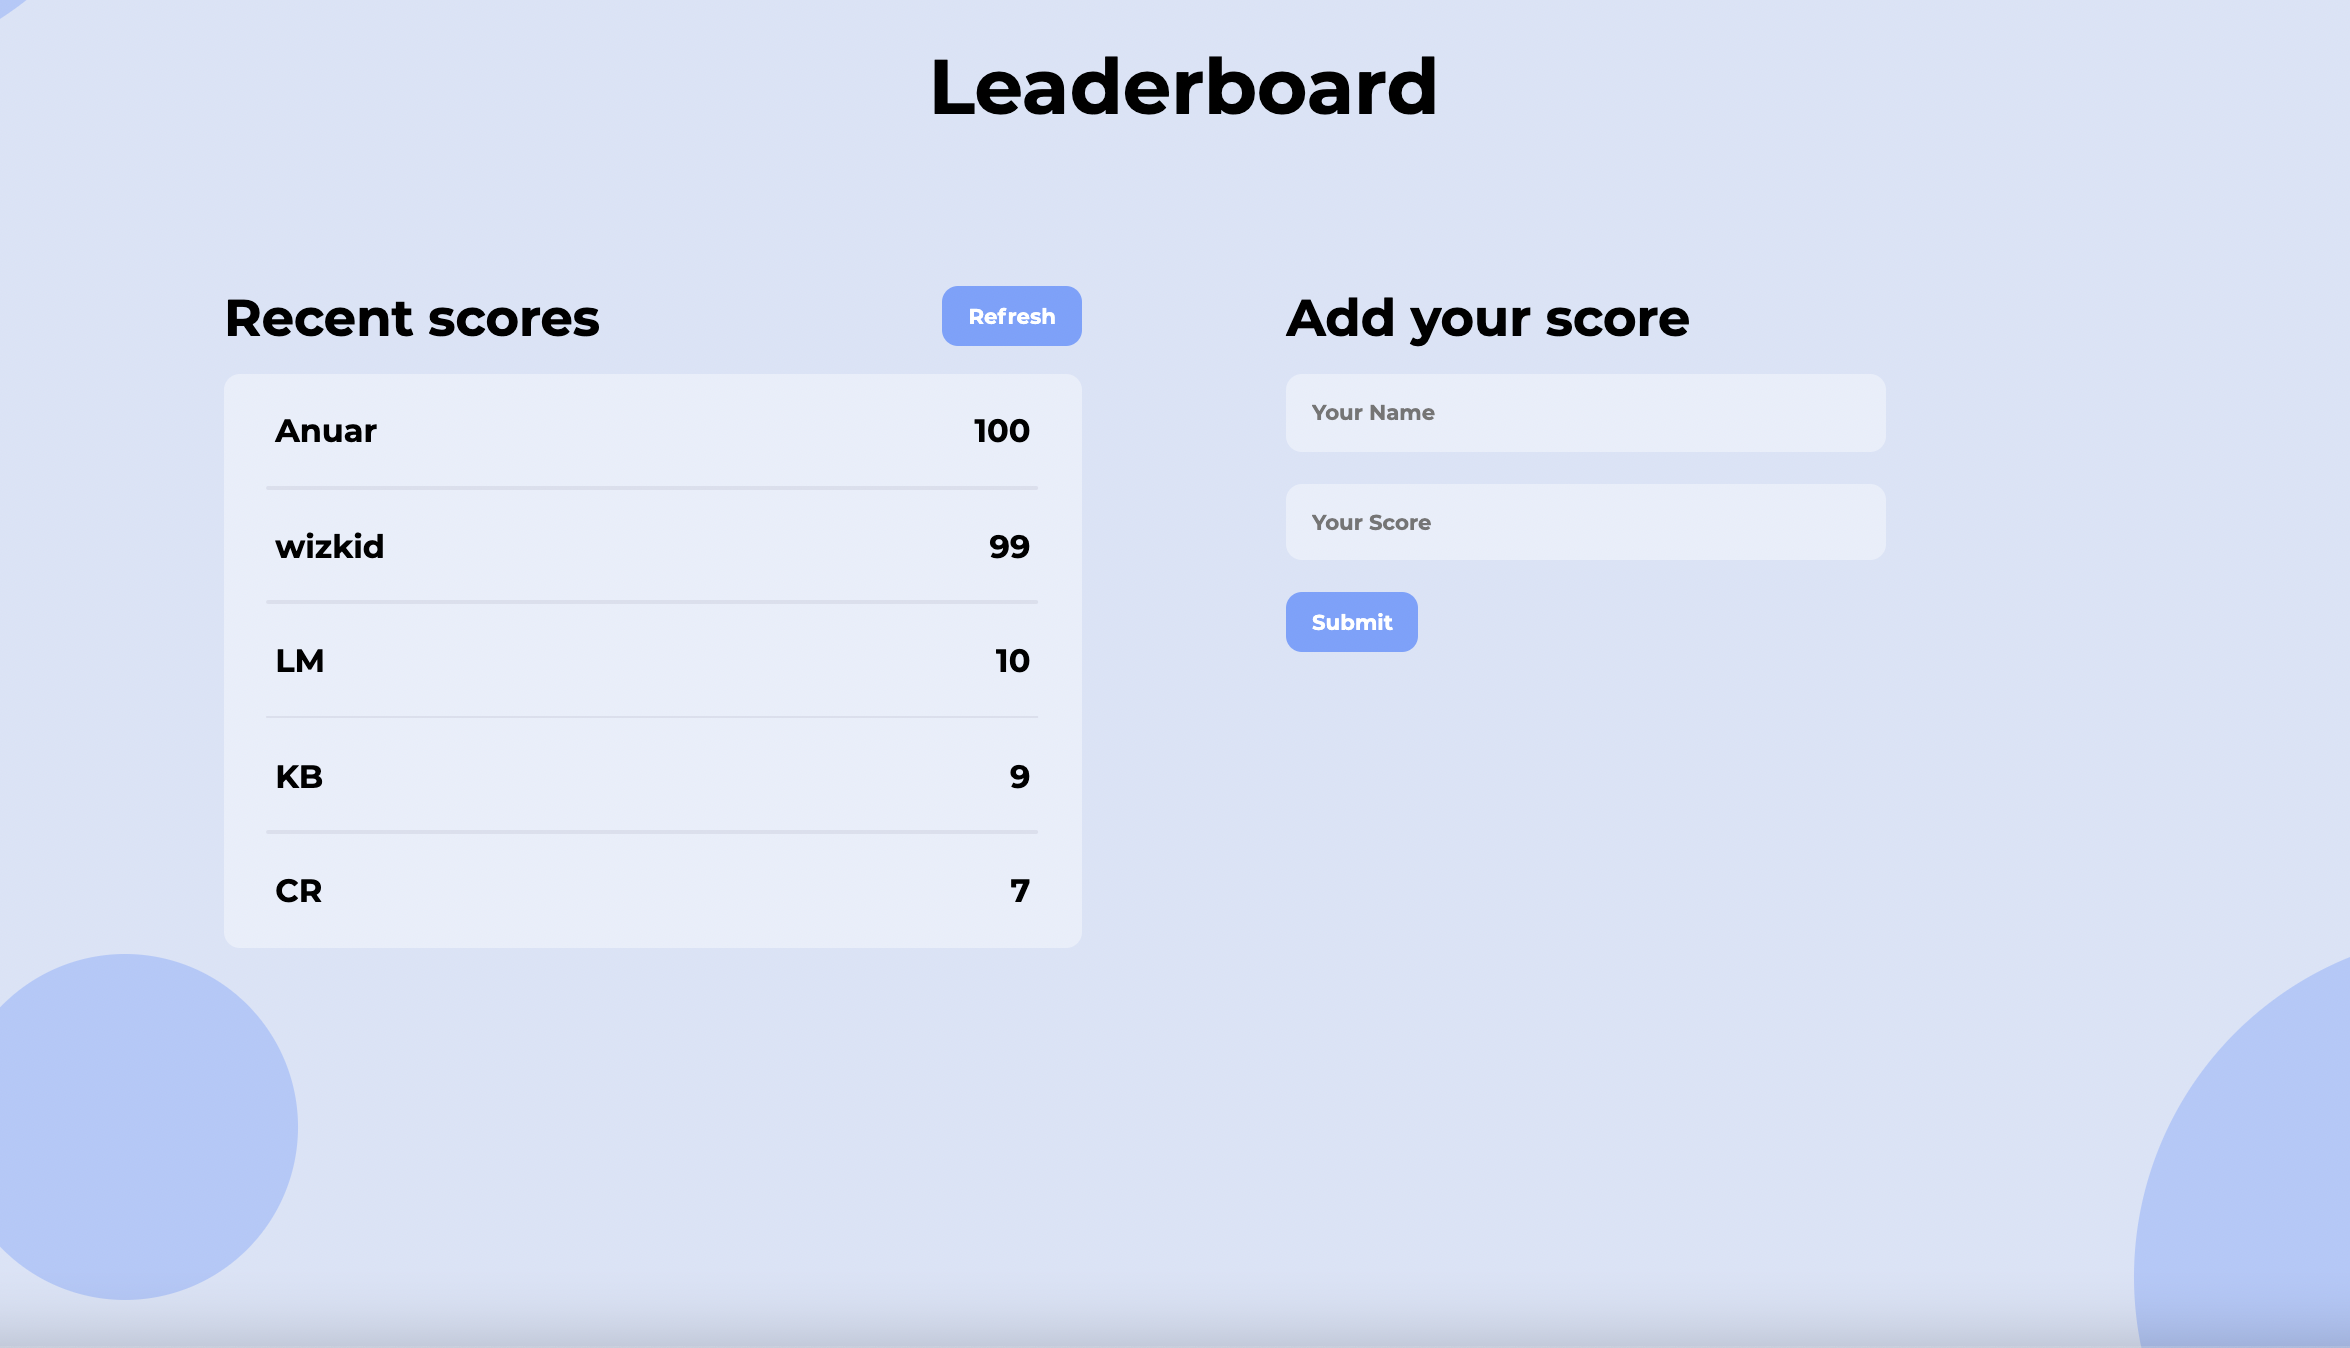 Leaderboard
Recent scores
Refresh
Anuar 100
wizkid 99
LM 10
KB 9
CR 7
Add your score
Your Name
Your Score
Submit